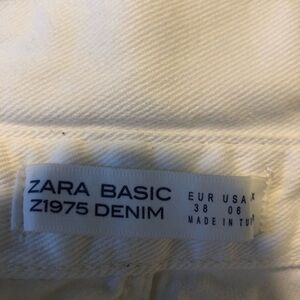 ZARA BASIC
Z1975 DENIM
EUR USA
38 06
MADE IN